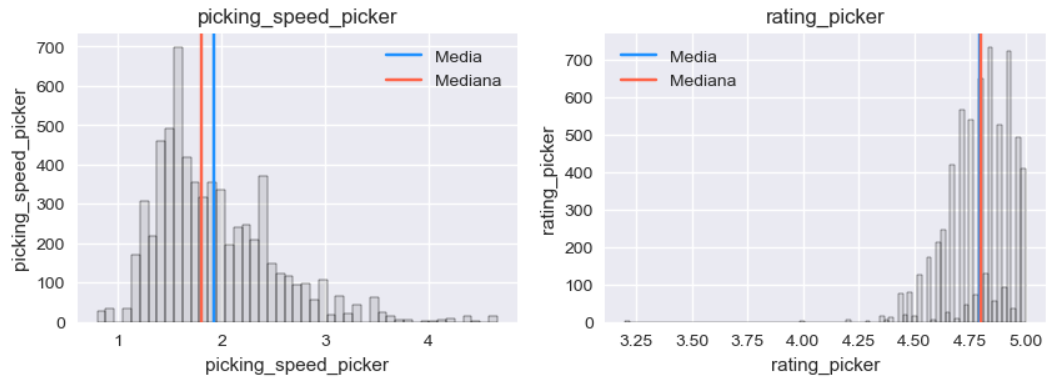 picking_speed_picker
700
600
500
400
300
200
100
0
picking_speed_picker
Media
Mediana
1 2 3 4
picking_speed_picker
rating_picker
700
600
500
400
300
200
100
0
rating_picker
Media
Mediana
3.25 3.50 3.75 4.00 4.25 4.50 4.75 5.00
rating_picker